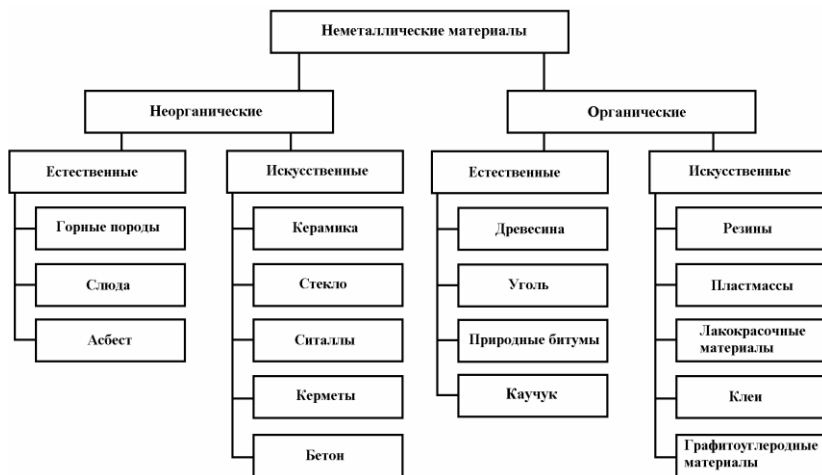 Неметаллические материалы
Неорганические
Органические
Естественные
Искусственные
Естественные
Искусственные
Горные породы
Слюда
Асбест
Керамика
Стекло
Ситаллы
Керметы
Бетон
Древесина
Уголь
Природные битумы
Каучук
Резины
Пластмассы
Лакокрасочные
материалы
Клеи
Графитоуглеродные
материалы